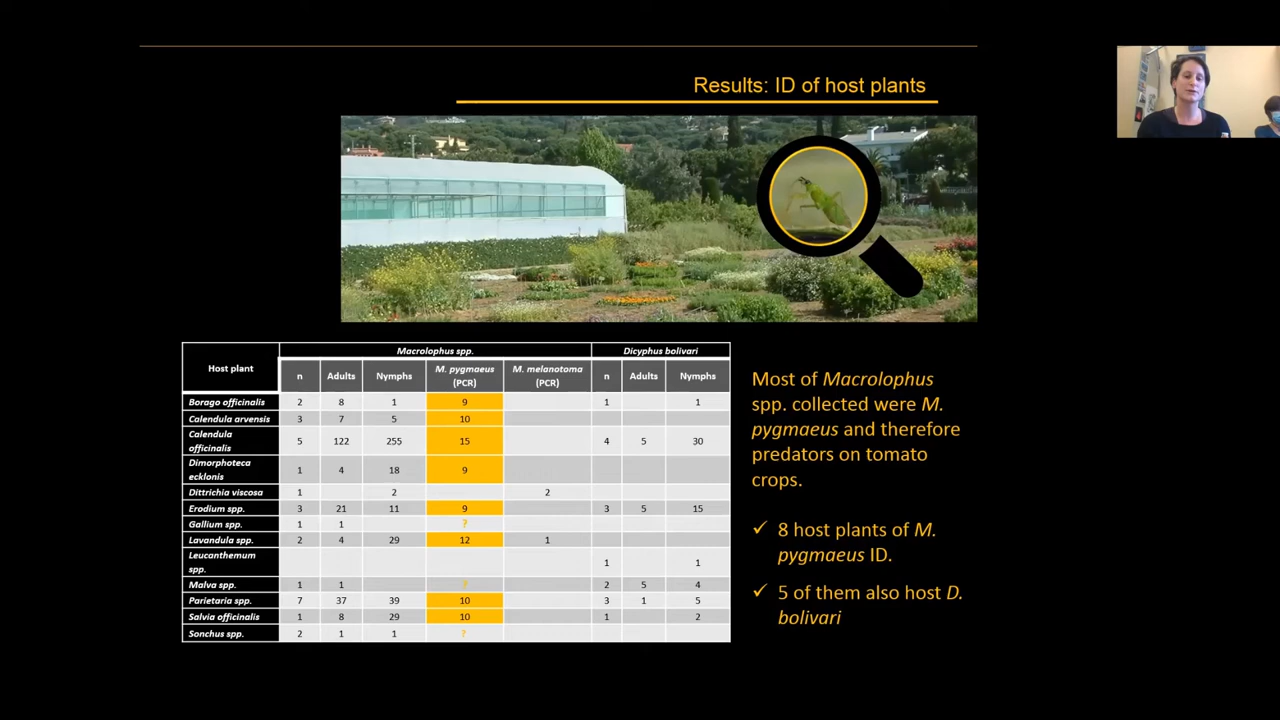 Results: ID of host plants
Host plant
Macrolophus spp.
Dicyphus bolivari
n Adults Nymphs M. pygmaeus (PCR) M. melanotoma (PCR) n Adults Nymphs
Borago officinalis 2 8 1 9 1 1
Calendula arvensis 3 7 5 10
Calendula officinalis 5 122 255 15 4 5 30
Dimorphoteca ecklonis 1 4 18 9
Dittrichia viscosa 1 2 2
Erodium spp. 3 21 11 9 3 5 15
Gallium spp. 1 1 ?
Lavandula spp. 2 4 29 12 1
Leucanthemum spp. 1 1
Malva spp. 1 1 ? 2 5 4
Parietaria spp. 7 37 39 10 3 1 5
Salvia officinalis 1 8 29 10 1 2
Sonchus spp. 2 1 1 ?
Most of Macrolophus
spp. collected were M.
pygmaeus and therefore
predators on tomato
crops.
✓ 8 host plants of M.
pygmaeus ID.
✓ 5 of them also host D.
bolivari